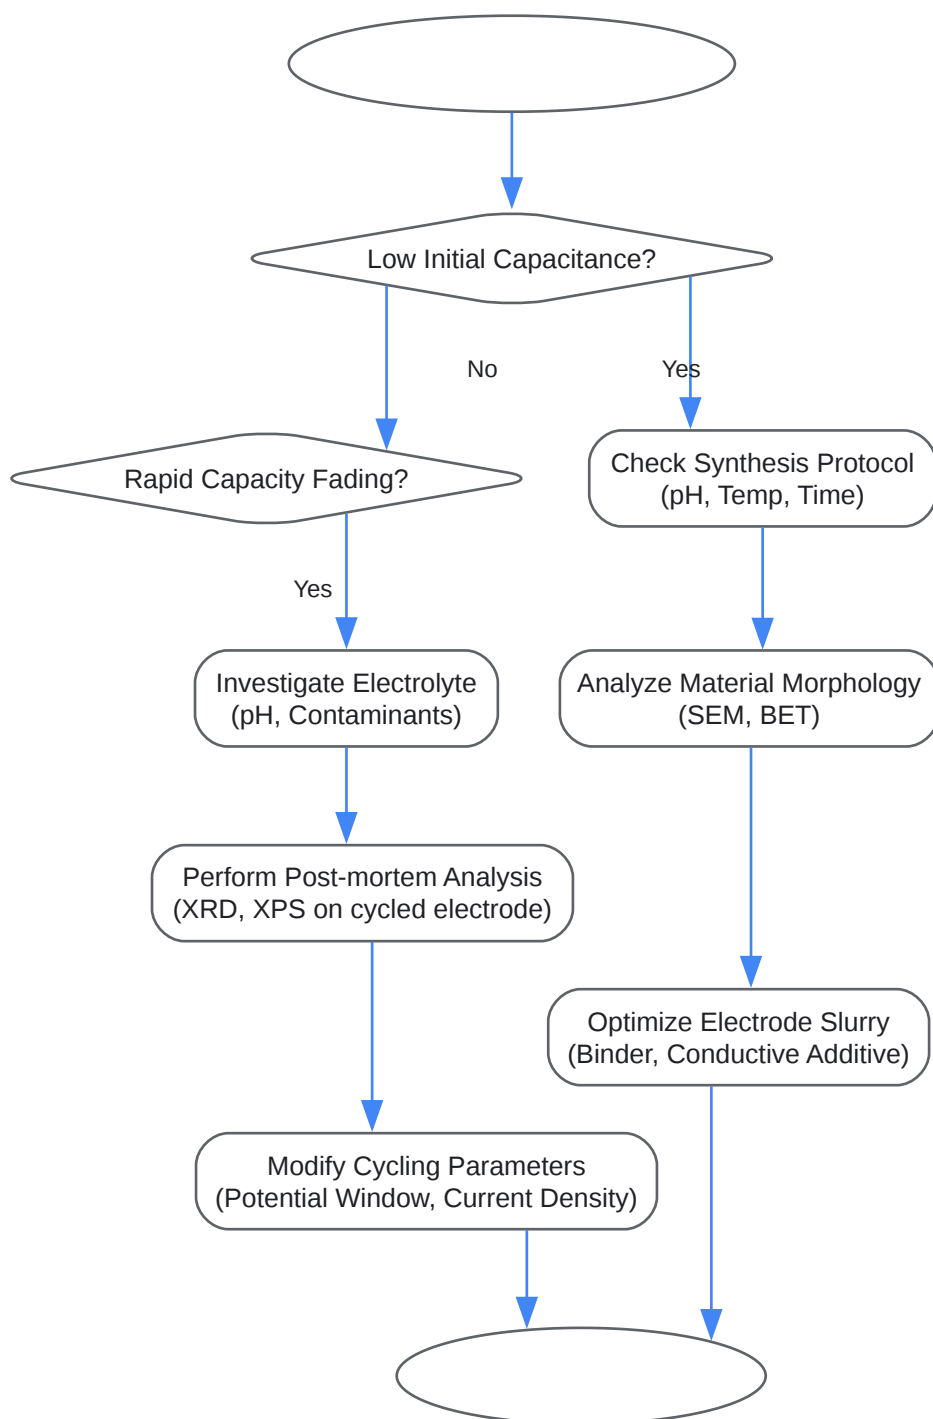 Low Initial Capacitance?
No
Yes
Rapid Capacity Fading?
Check Synthesis Protocol
(pH, Temp, Time)
Yes
Investigate Electrolyte
(pH, Contaminants)
Analyze Material Morphology
(SEM, BET)
Perform Post-mortem Analysis
(XRD, XPS on cycled electrode)
Optimize Electrode Slurry
(Binder, Conductive Additive)
Modify Cycling Parameters
(Potential Window, Current Density)